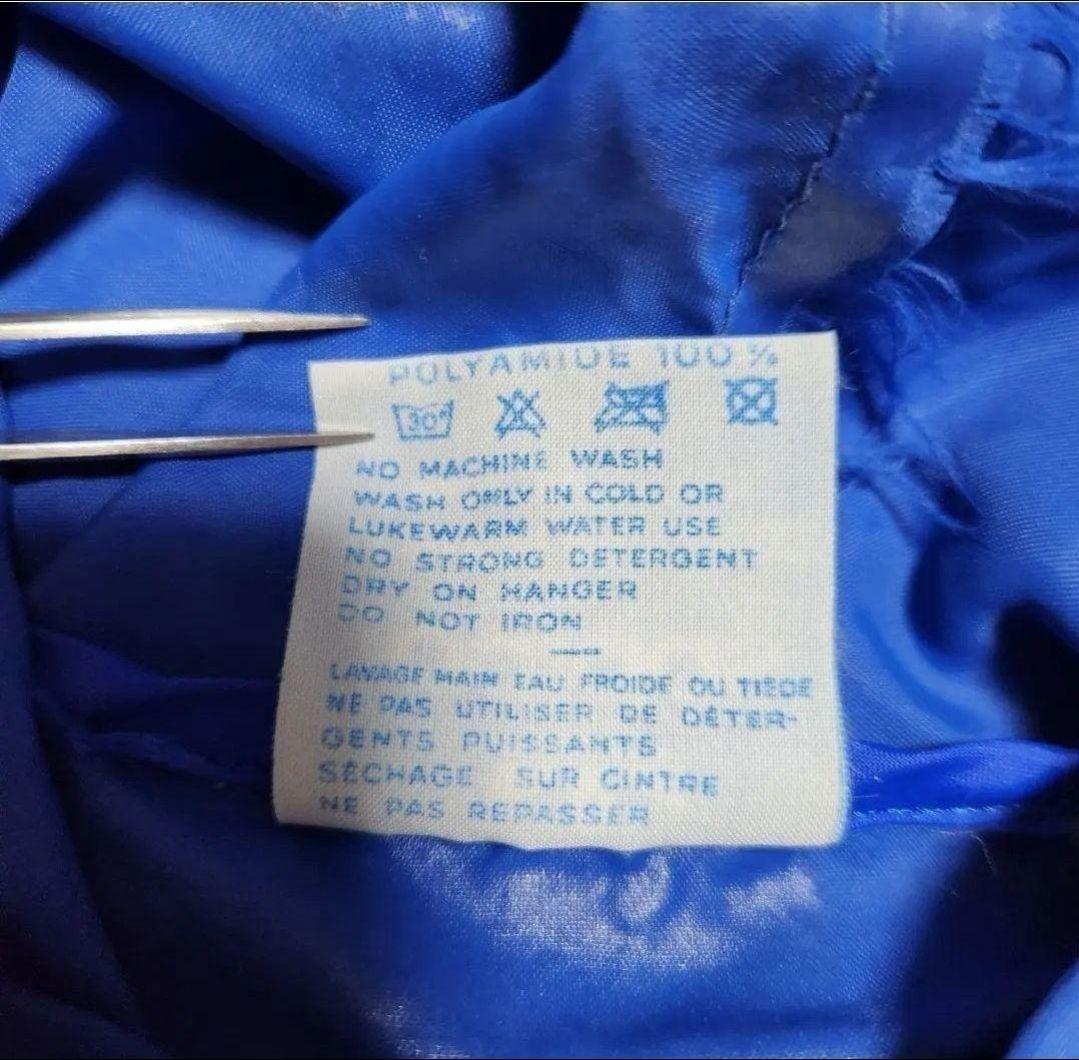 POLYAMIDE 100 %
30°
NO MACHINE WASH
WASH ONLY IN COLD OR
LUKEWARM WATER USE
NO STRONG DETERGENT
DRY ON HANGER
DO NOT IRON
—
LAVAGE MAIN EAU FROIDE OU TIEDE
NE PAS UTILISER DE DÉTER-
GENTS PUISSANTS
SÉCHAGE SUR CINTRE
NE PAS REPASSER